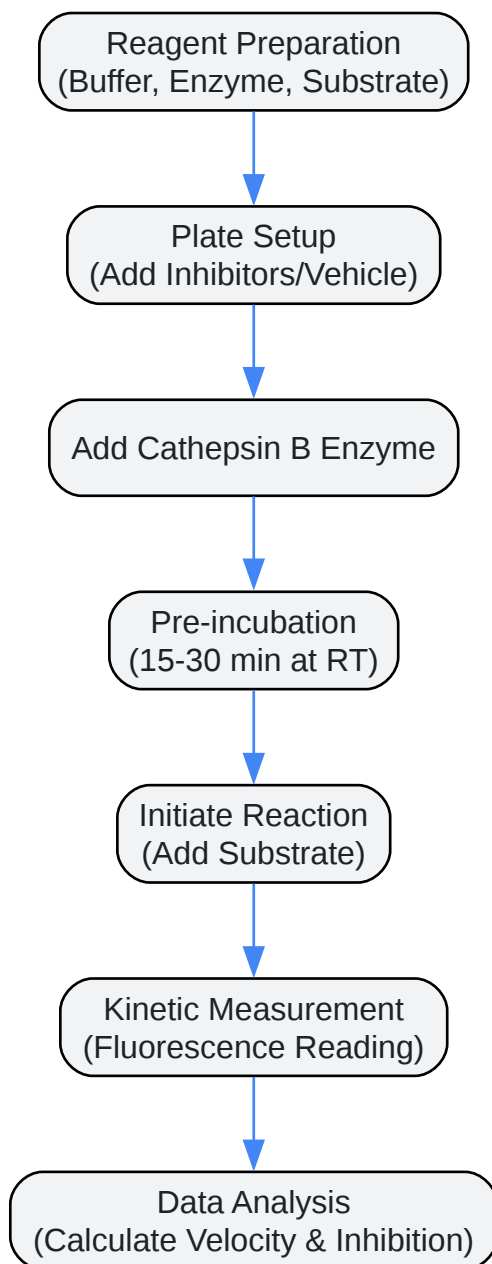 Reagent Preparation
(Buffer, Enzyme, Substrate)
Plate Setup
(Add Inhibitors/Vehicle)
Add Cathepsin B Enzyme
Pre-incubation
(15-30 min at RT)
Initiate Reaction
(Add Substrate)
Kinetic Measurement
(Fluorescence Reading)
Data Analysis
(Calculate Velocity & Inhibition)